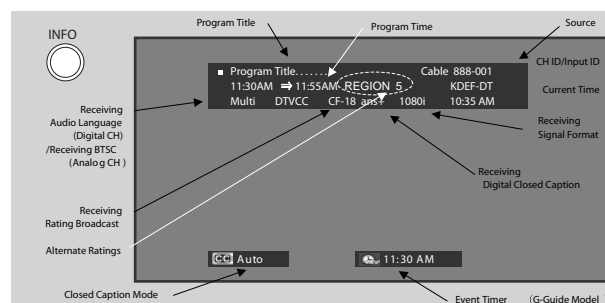 Program Title
Program Time
Source
INFO
Program Title.......
Cable 888-001
CH ID/Input ID
11:30AM ⇒ 11:55AM REGION 5
KDEF-DT
Current Time
Multi DTVCC CF-18 ans+ 1080i 10:35 AM
Receiving
Audio Language
(Digital CH)
/Receiving BTSC
(Analog CH )
Receiving
Signal Format
Receiving
Digital Closed Caption
Receiving
Rating Broadcast
Alternate Ratings
CC Auto
11:30 AM
Closed Caption Mode
Event Timer (G-Guide Model